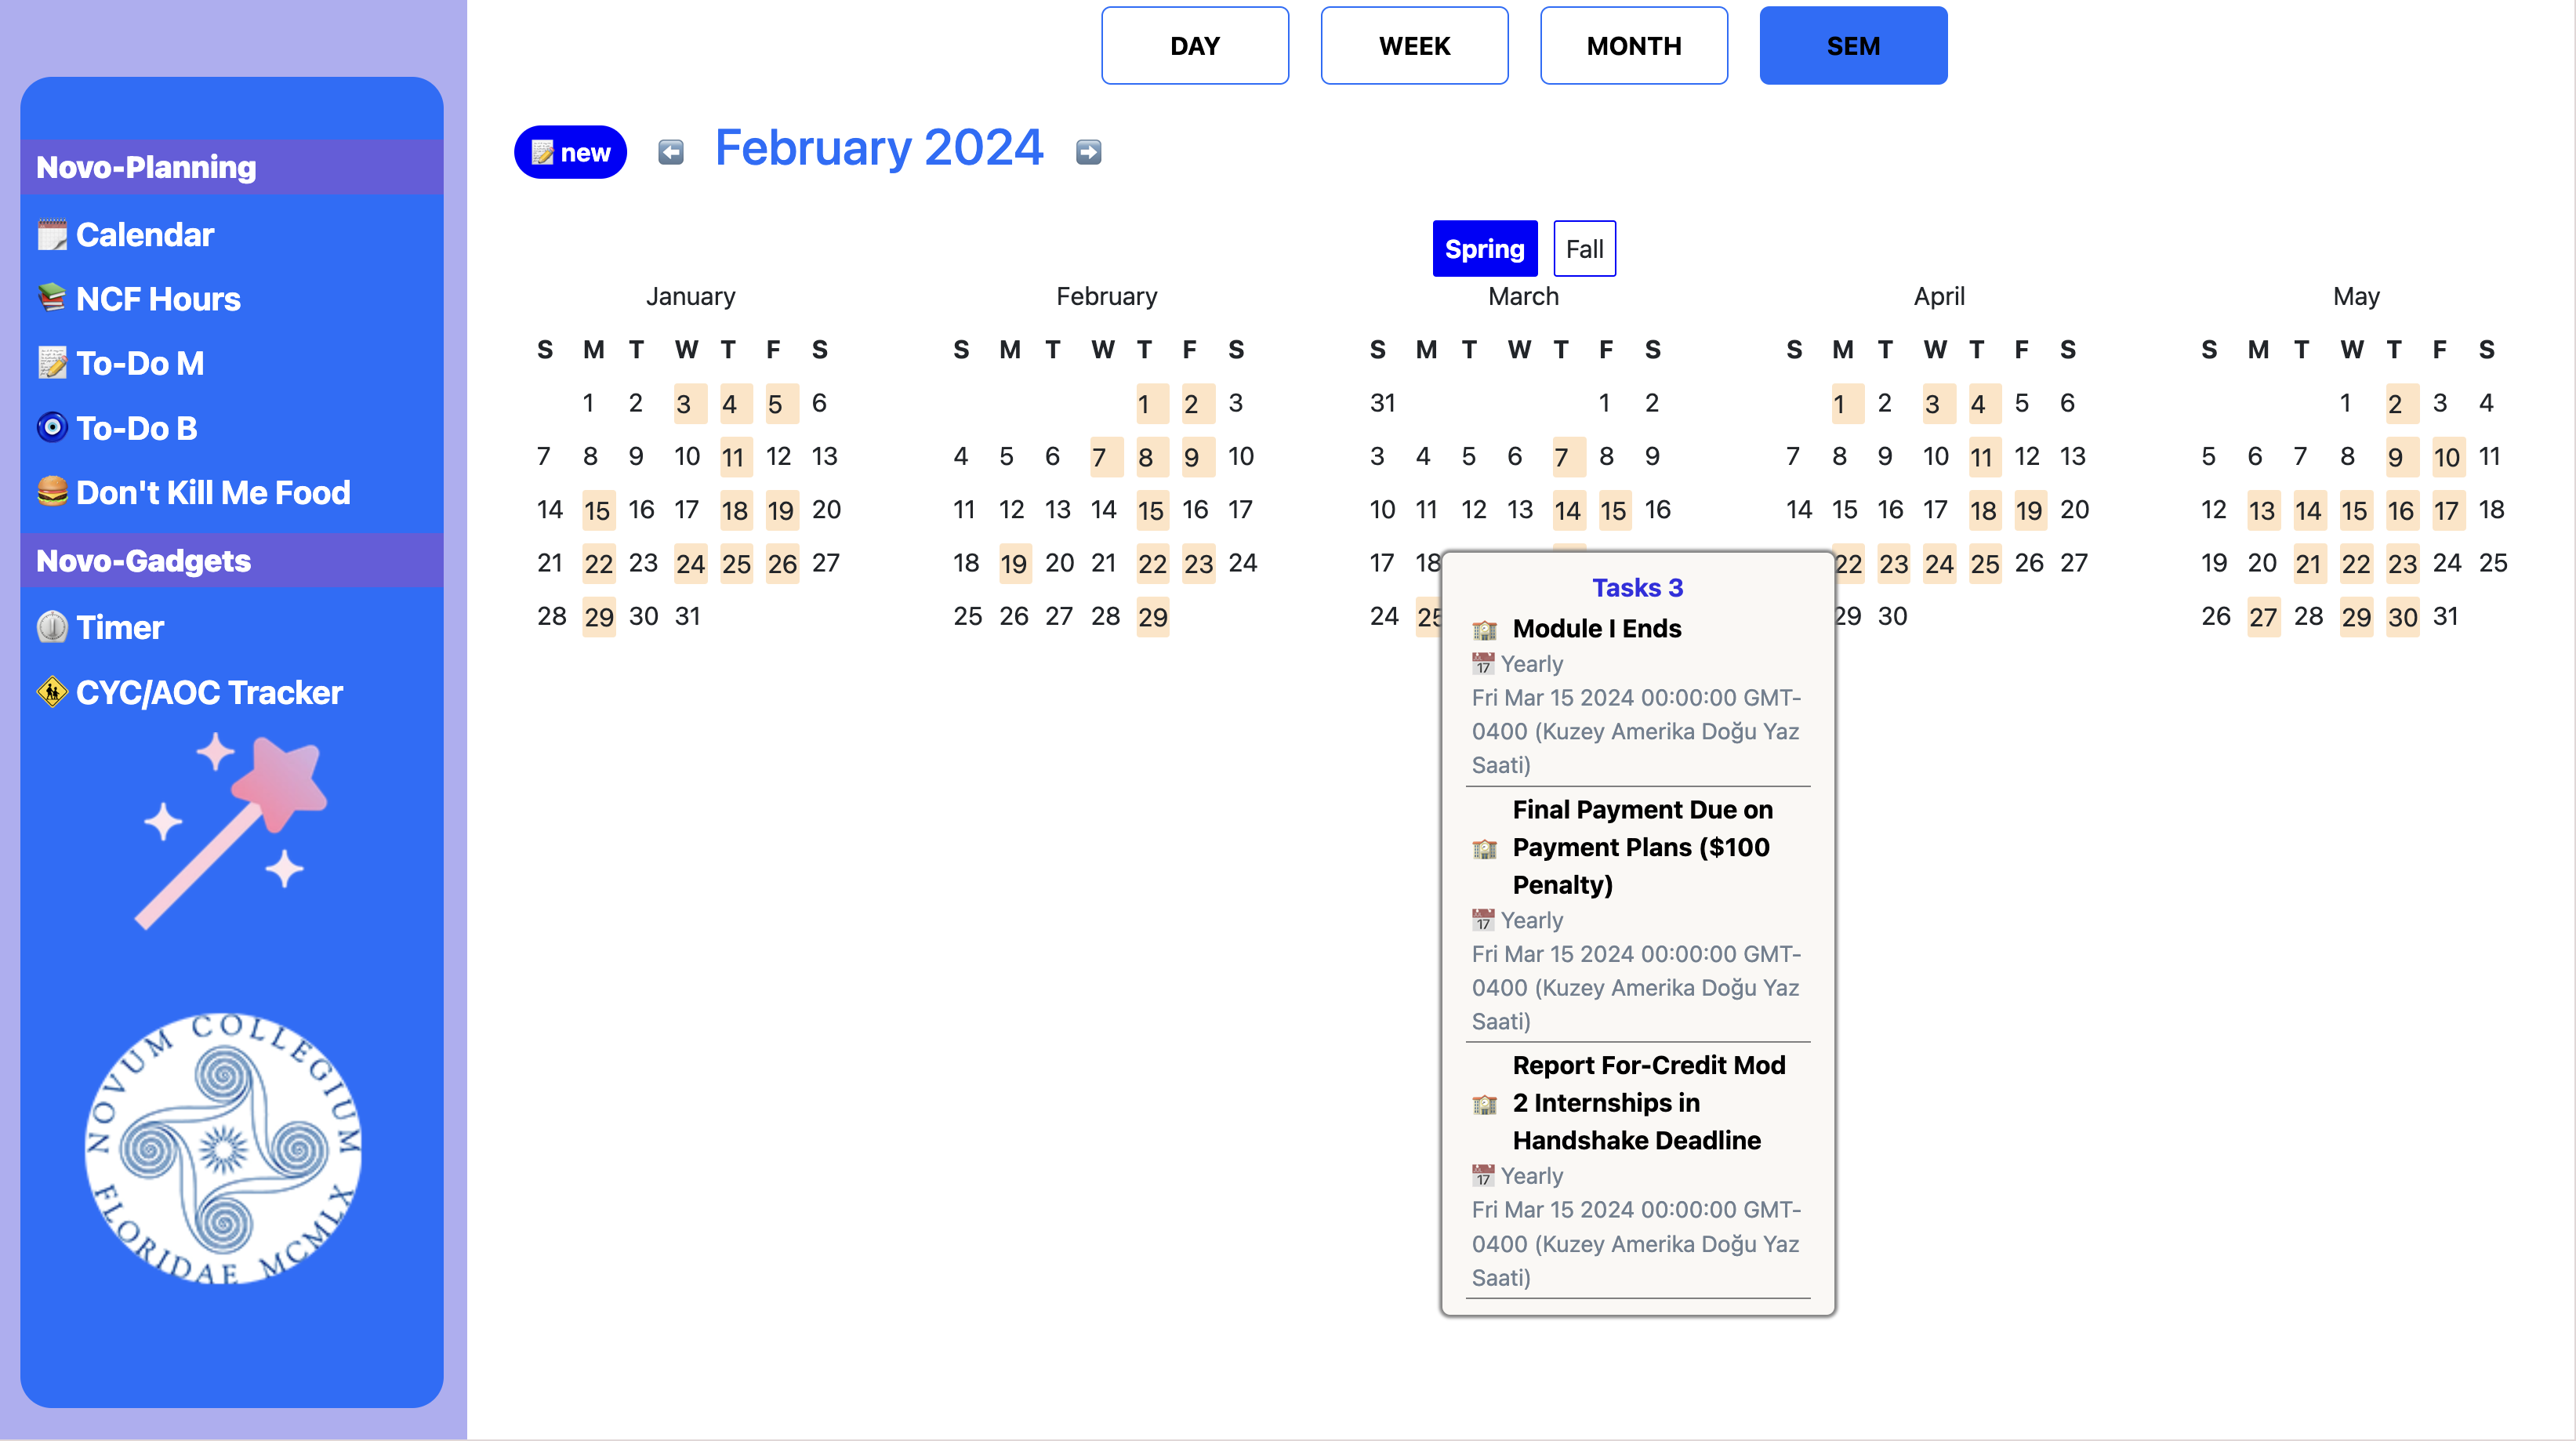 DAY WEEK MONTH SEM
new February 2024
Novo-Planning
Calendar
NCF Hours
To-Do M
To-Do B
Don't Kill Me Food
Novo-Gadgets
Timer
CYC/AOC Tracker
NOVUM COLLEGIUM
FLORIDAE MCMLX
Spring Fall
January
S M T W T F S
1 2 3 4 5 6
7 8 9 10 11 12 13
14 15 16 17 18 19 20
21 22 23 24 25 26 27
28 29 30 31
February
S M T W T F S
1 2 3
4 5 6 7 8 9 10
11 12 13 14 15 16 17
18 19 20 21 22 23 24
25 26 27 28 29
March
S M T W T F S
31 1 2
3 4 5 6 7 8 9
10 11 12 13 14 15 16
17 18
24 25
April
S M T W T F S
1 2 3 4 5 6
7 8 9 10 11 12 13
14 15 16 17 18 19 20
22 23 24 25 26 27
29 30
May
S M T W T F S
1 2 3 4
5 6 7 8 9 10 11
12 13 14 15 16 17 18
19 20 21 22 23 24 25
26 27 28 29 30 31
Tasks 3
Module I Ends
17 Yearly
Fri Mar 15 2024 00:00:00 GMT-
0400 (Kuzey Amerika Doğu Yaz
Saati)
Final Payment Due on
Payment Plans ($100
Penalty)
17 Yearly
Fri Mar 15 2024 00:00:00 GMT-
0400 (Kuzey Amerika Doğu Yaz
Saati)
Report For-Credit Mod
2 Internships in
Handshake Deadline
17 Yearly
Fri Mar 15 2024 00:00:00 GMT-
0400 (Kuzey Amerika Doğu Yaz
Saati)